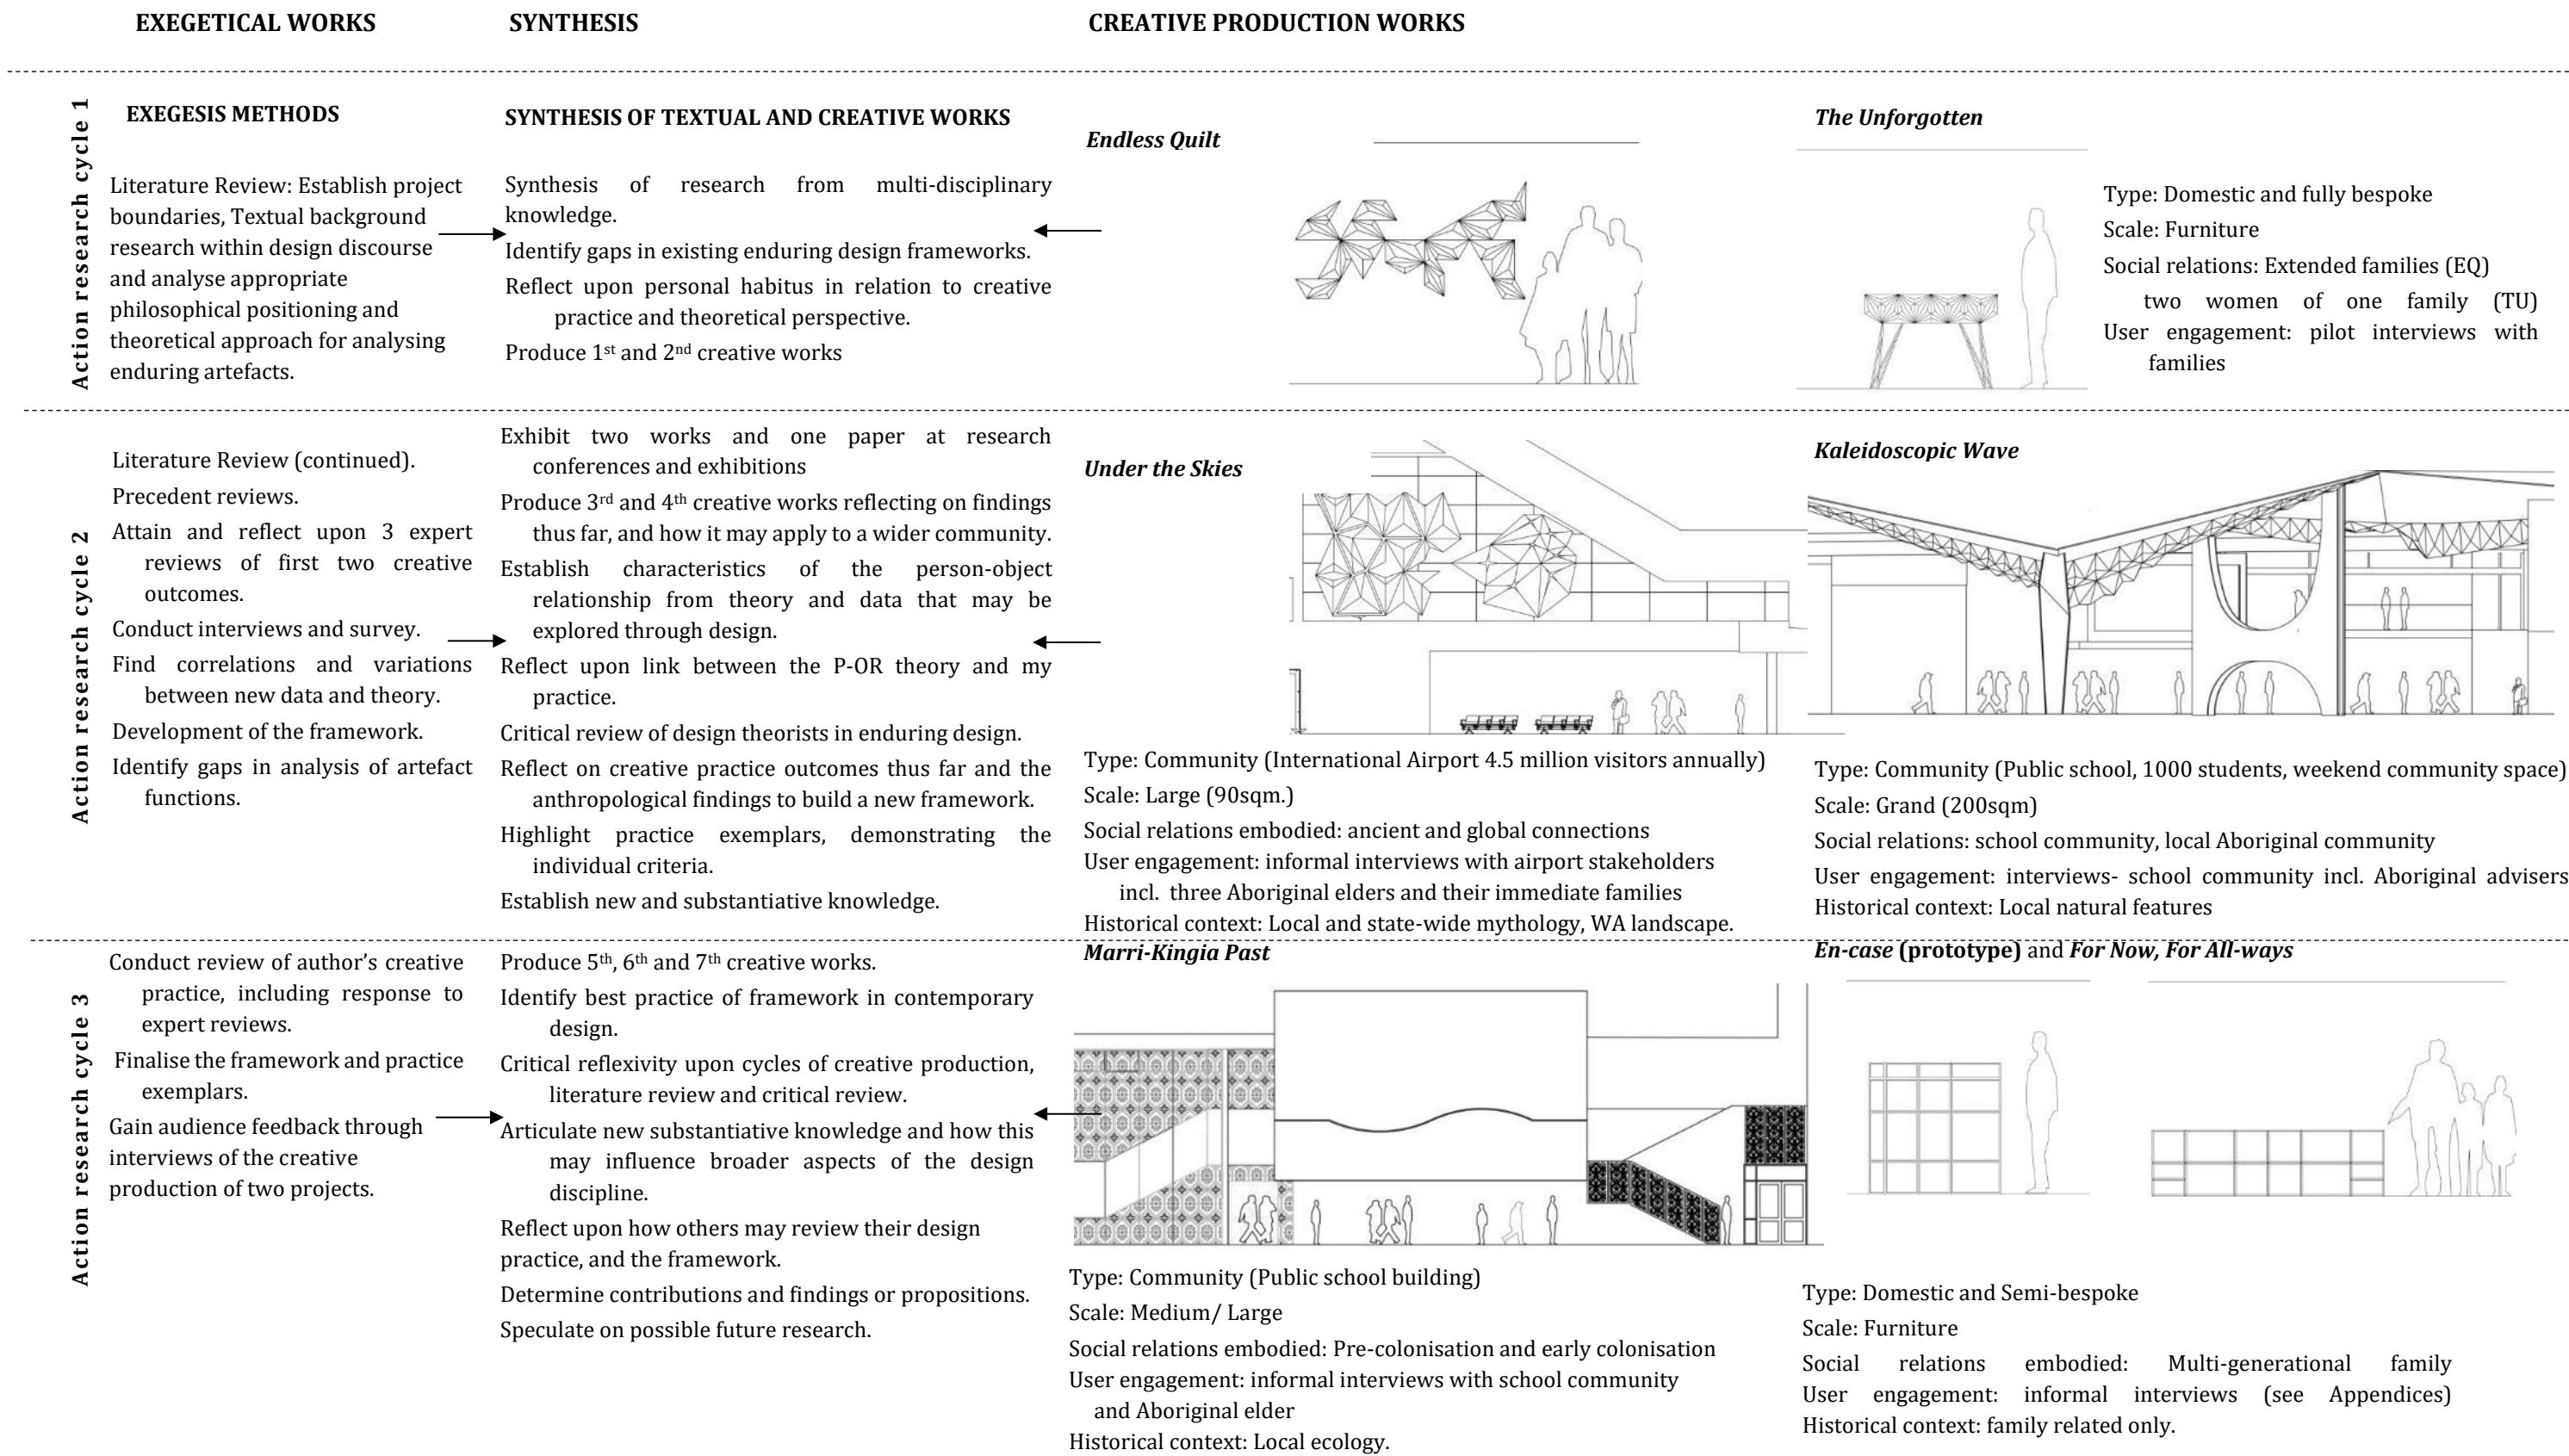 EXEGETICAL WORKS
SYNTHESIS
CREATIVE PRODUCTION WORKS
Action research cycle 1
EXEGESIS METHODS
Literature Review: Establish project
boundaries, Textual background
research within design discourse
and analyse appropriate
philosophical positioning and
theoretical approach for analysing
enduring artefacts.
SYNTHESIS OF TEXTUAL AND CREATIVE WORKS
Synthesis of research from multi-disciplinary
knowledge.
Identify gaps in existing enduring design frameworks.
Reflect upon personal habitus in relation to creative
practice and theoretical perspective.
Produce 1st and 2nd creative works
Endless Quilt
The Unforgotten
Type: Domestic and fully bespoke
Scale: Furniture
Social relations: Extended families (EQ)
two women of one family (TU)
User engagement: pilot interviews with
families
Action research cycle 2
Literature Review (continued).
Precedent reviews.
Attain and reflect upon 3 expert
reviews of first two creative
outcomes.
Conduct interviews and survey.
Find correlations and variations
between new data and theory.
Development of the framework.
Identify gaps in analysis of artefact
functions.
Exhibit two works and one paper at research
conferences and exhibitions
Produce 3rd and 4th creative works reflecting on findings
thus far, and how it may apply to a wider community.
Establish characteristics of the person-object
relationship from theory and data that may be
explored through design.
Reflect upon link between the P-OR theory and my
practice.
Critical review of design theorists in enduring design.
Reflect on creative practice outcomes thus far and the
anthropological findings to build a new framework.
Highlight practice exemplars, demonstrating the
individual criteria.
Establish new and substantiative knowledge.
Under the Skies
Type: Community (International Airport 4.5 million visitors annually)
Scale: Large (90sqm.)
Social relations embodied: ancient and global connections
User engagement: informal interviews with airport stakeholders
incl. three Aboriginal elders and their immediate families
Historical context: Local and state-wide mythology, WA landscape.
Kaleidoscopic Wave
Type: Community (Public school, 1000 students, weekend community space)
Scale: Grand (200sqm)
Social relations: school community, local Aboriginal community
User engagement: interviews- school community incl. Aboriginal advisers
Historical context: Local natural features
Action research cycle 3
Conduct review of author's creative
practice, including response to
expert reviews.
Finalise the framework and practice
exemplars.
Gain audience feedback through
interviews of the creative
production of two projects.
Produce 5th, 6th and 7th creative works.
Identify best practice of framework in contemporary
design.
Critical reflexivity upon cycles of creative production,
literature review and critical review.
Articulate new substantiative knowledge and how this
may influence broader aspects of the design
discipline.
Reflect upon how others may review their design
practice, and the framework.
Determine contributions and findings or propositions.
Speculate on possible future research.
Marri-Kingia Past
Type: Community (Public school building)
Scale: Medium/ Large
Social relations embodied: Pre-colonisation and early colonisation
User engagement: informal interviews with school community
and Aboriginal elder
Historical context: Local ecology.
En-case (prototype) and For Now, For All-ways
Type: Domestic and Semi-bespoke
Scale: Furniture
Social relations embodied: Multi-generational family
User engagement: informal interviews (see Appendices)
Historical context: family related only.